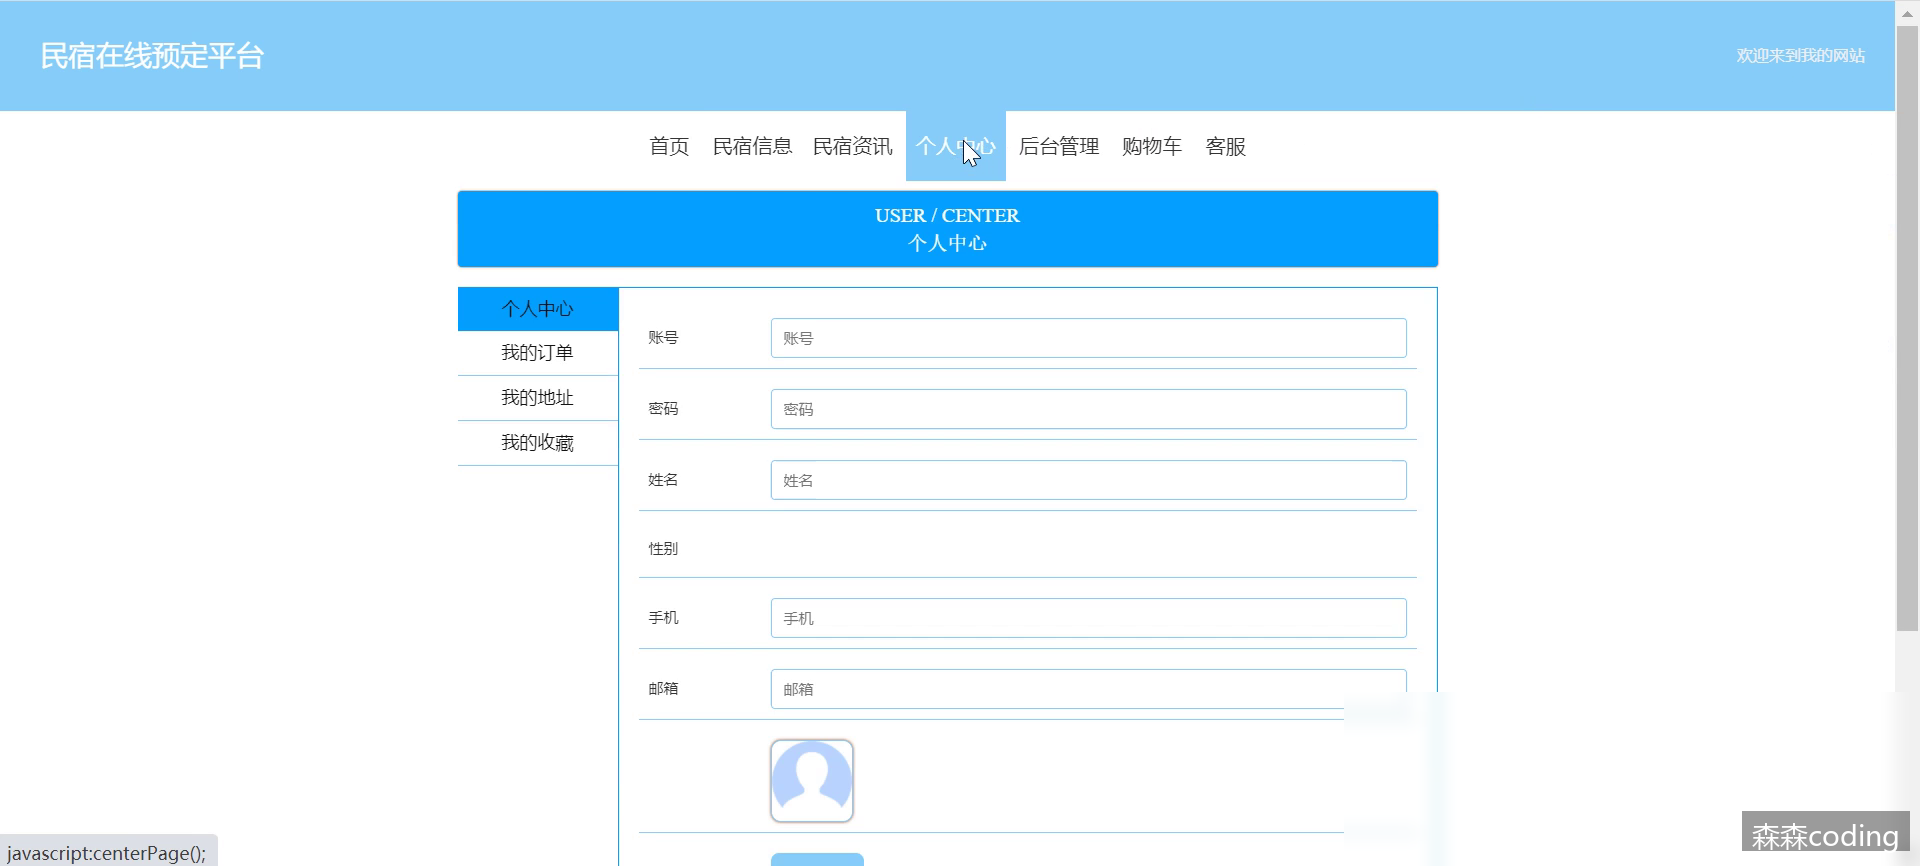 民宿在线预定平台
欢迎来到我的网站
首页 民宿信息 民宿资讯 个人中心 后台管理 购物车 客服
USER / CENTER
个人中心
个人中心
我的订单
我的地址
我的收藏
账号 账号
密码 密码
姓名 姓名
性别
手机 手机
邮箱 邮箱
森森coding
javascript:centerPage();